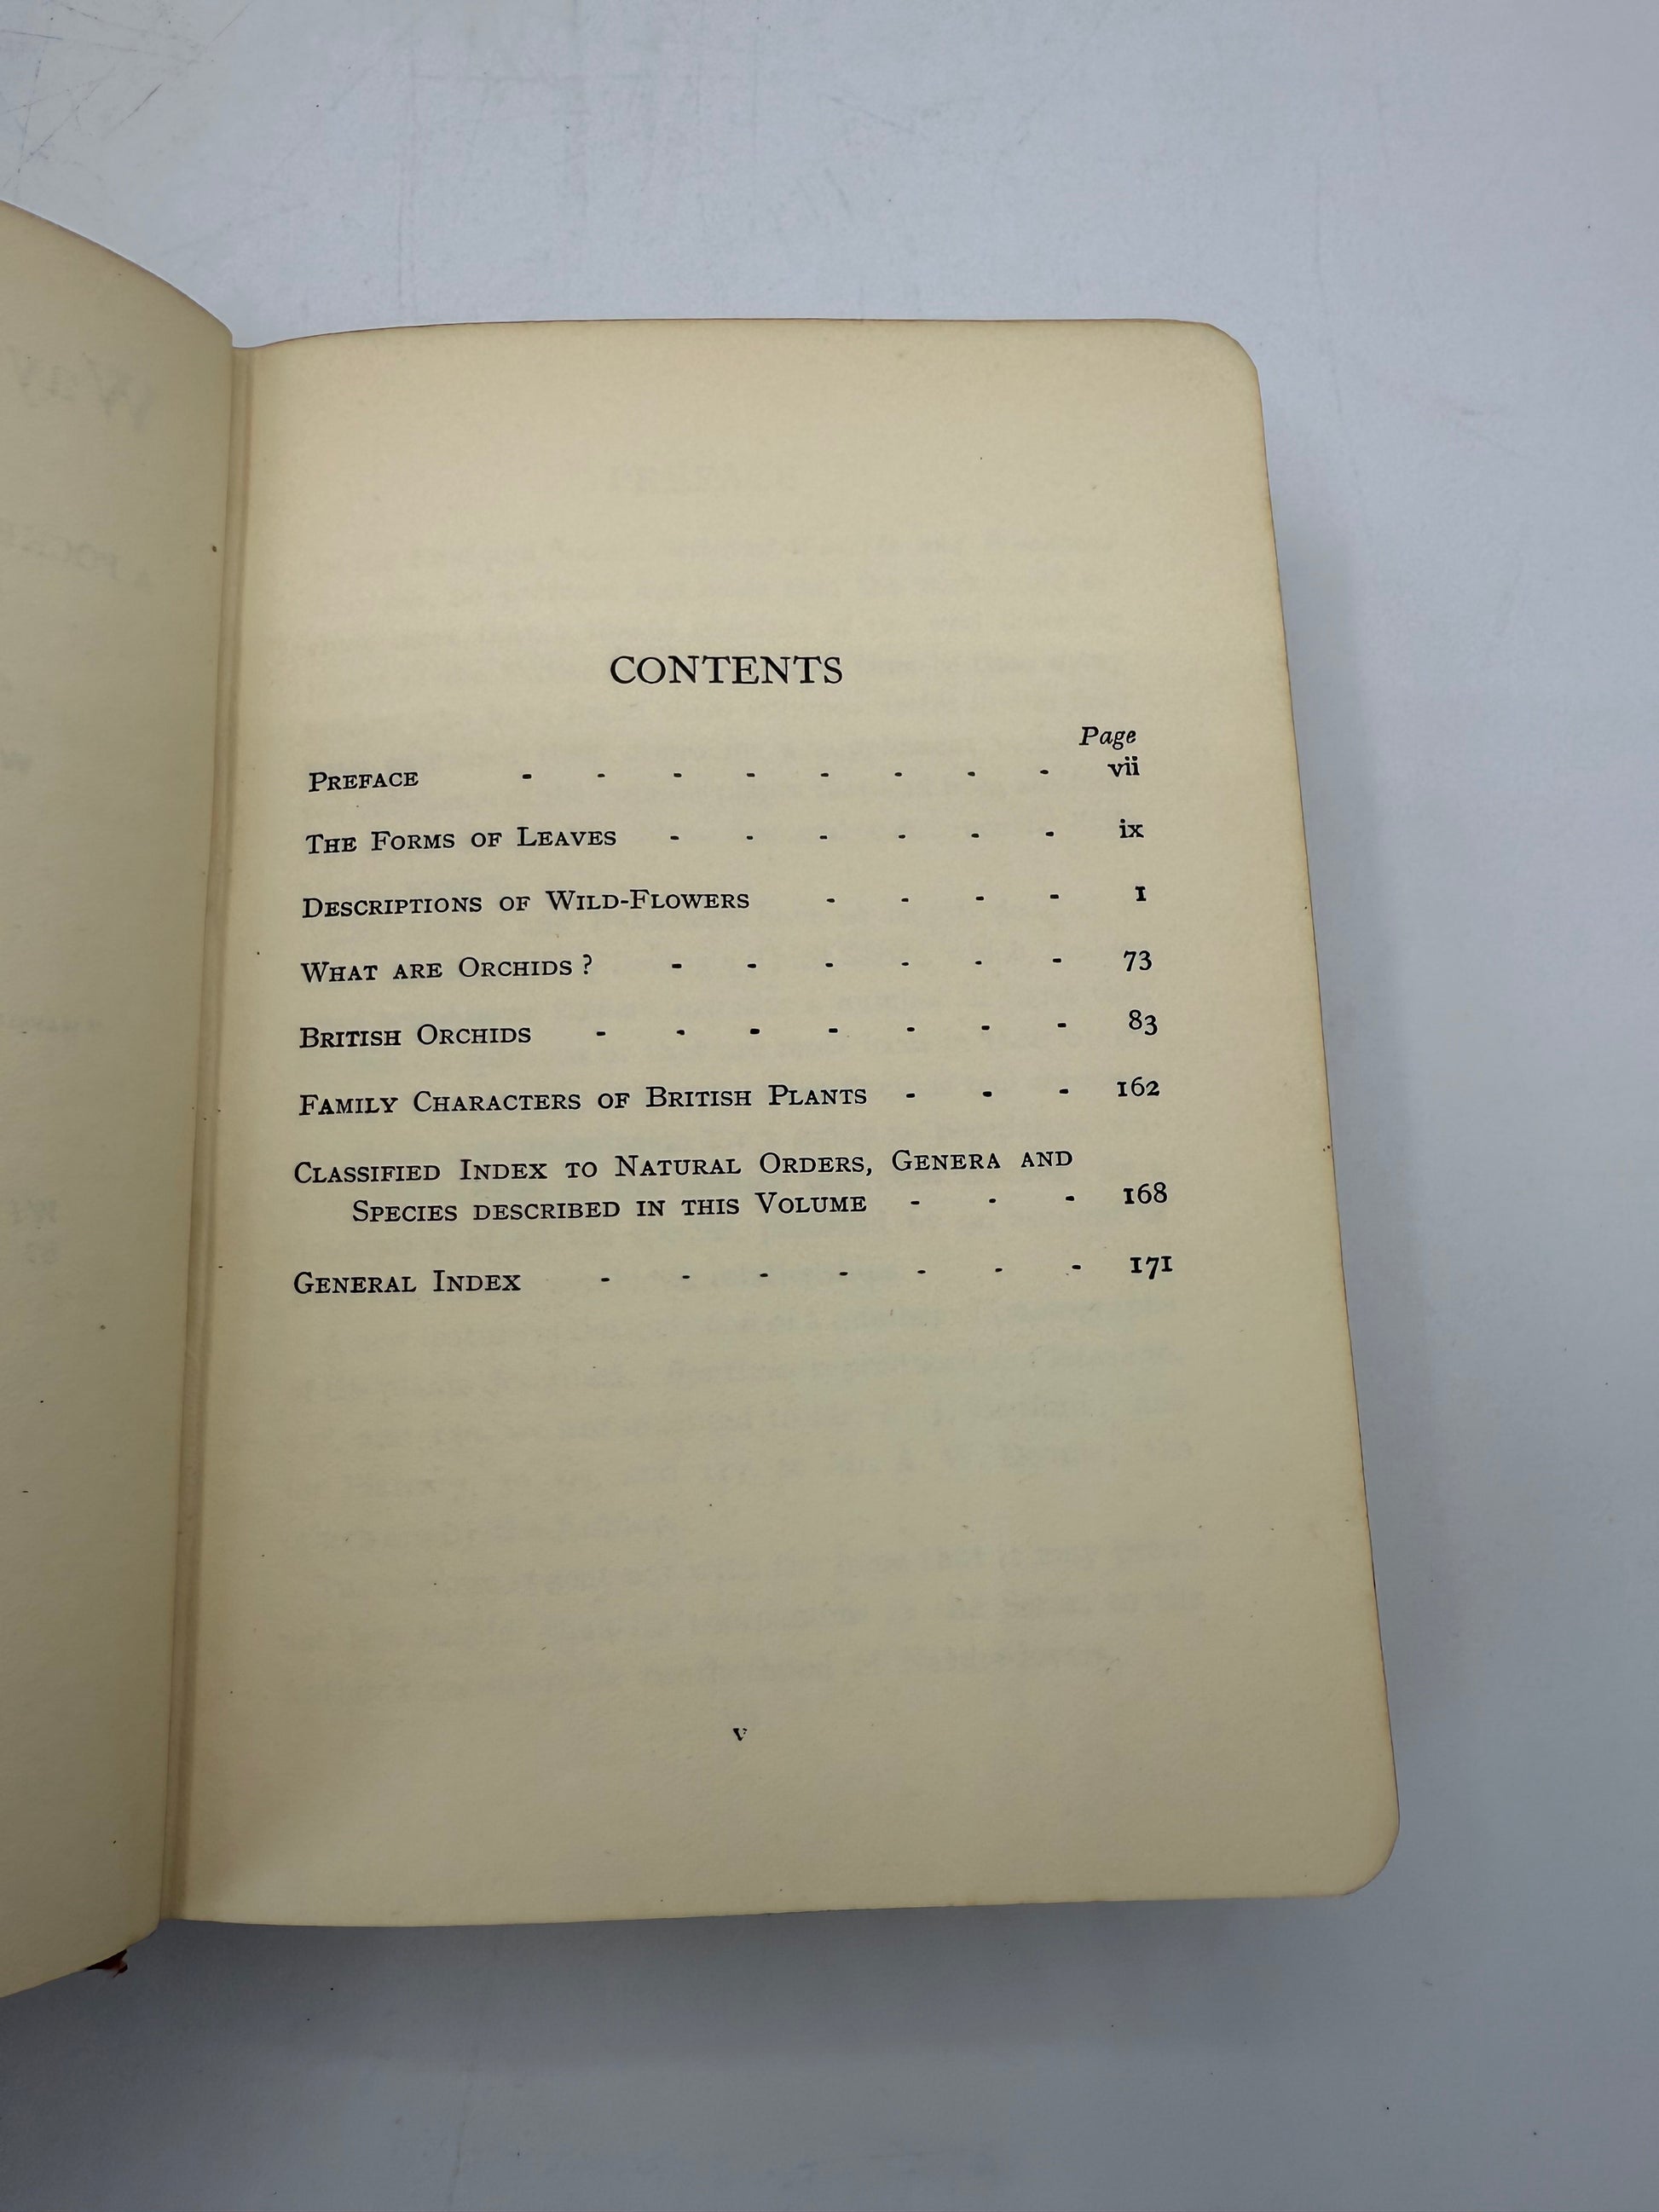 CONTENTS
Page
PREFACE - - - - - - - - vii
THE FORMS OF LEAVES - - - - - - ix
DESCRIPTIONS OF WILD-FLOWERS - - - - 1
WHAT ARE ORCHIDS? - - - - - - 73
BRITISH ORCHIDS - - - - - - - 83
FAMILY CHARACTERS OF BRITISH PLANTS - - - 162
CLASSIFIED INDEX TO NATURAL ORDERS, GENERA AND
SPECIES DESCRIBED IN THIS VOLUME - - - 168
GENERAL INDEX - - - - - - - 171
v